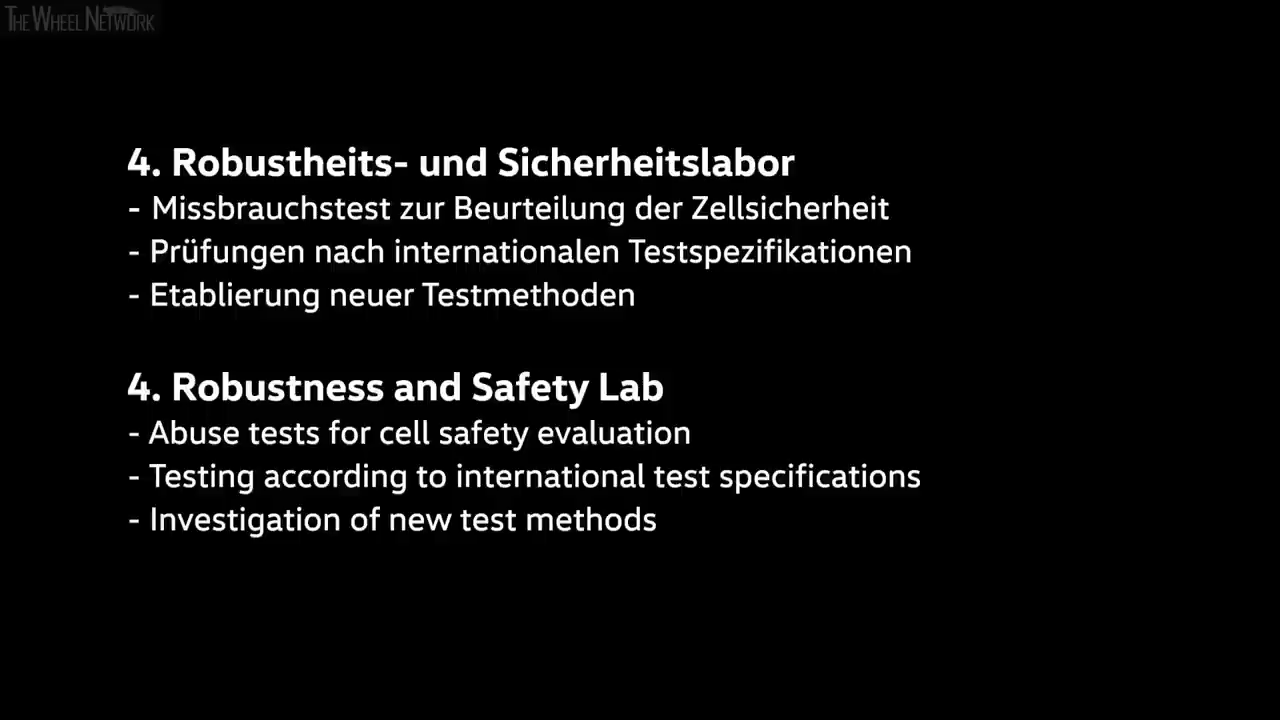 THE WHEEL NETWORK
4. Robustheits- und Sicherheitslabor
- Missbrauchstest zur Beurteilung der Zellsicherheit
- Prüfungen nach internationalen Testspezifikationen
- Etablierung neuer Testmethoden
4. Robustness and Safety Lab
- Abuse tests for cell safety evaluation
- Testing according to international test specifications
- Investigation of new test methods